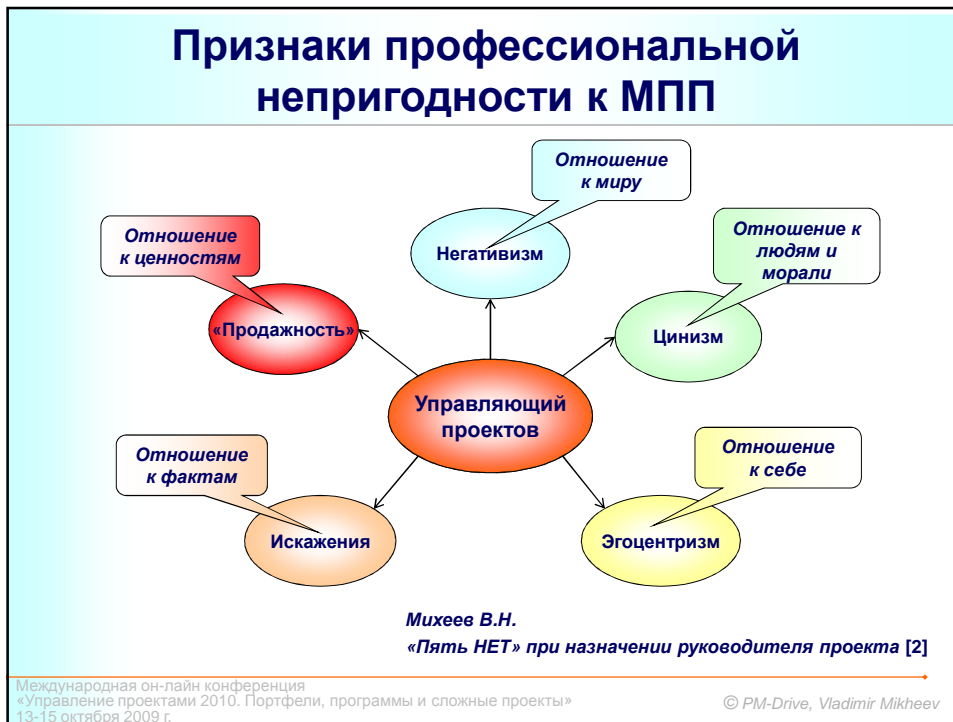 Признаки профессиональной
непригодности к МПП
Отношение
к миру
Отношение
к ценностям
Отношение к
людям и
морали
Негативизм
«Продажность»
Цинизм
Управляющий
проектов
Отношение
к фактам
Отношение
к себе
Искажения
Эгоцентризм
Михеев В.Н.
«Пять НЕТ» при назначении руководителя проекта [2]
Международная он-лайн конференция
«Управление проектами 2010. Портфели, программы и сложные проекты»
13-15 октября 2009 г.
© PM-Drive, Vladimir Mikheev